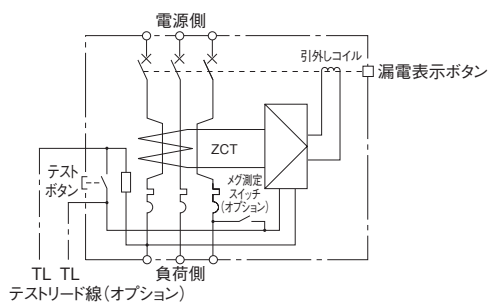 電源側
引外しコイル
漏電表示ボタン
ZCT
テスト
ボタン
メグ測定
スイッチ
(オプション)
TL TL
負荷側
テストリード線(オプション)